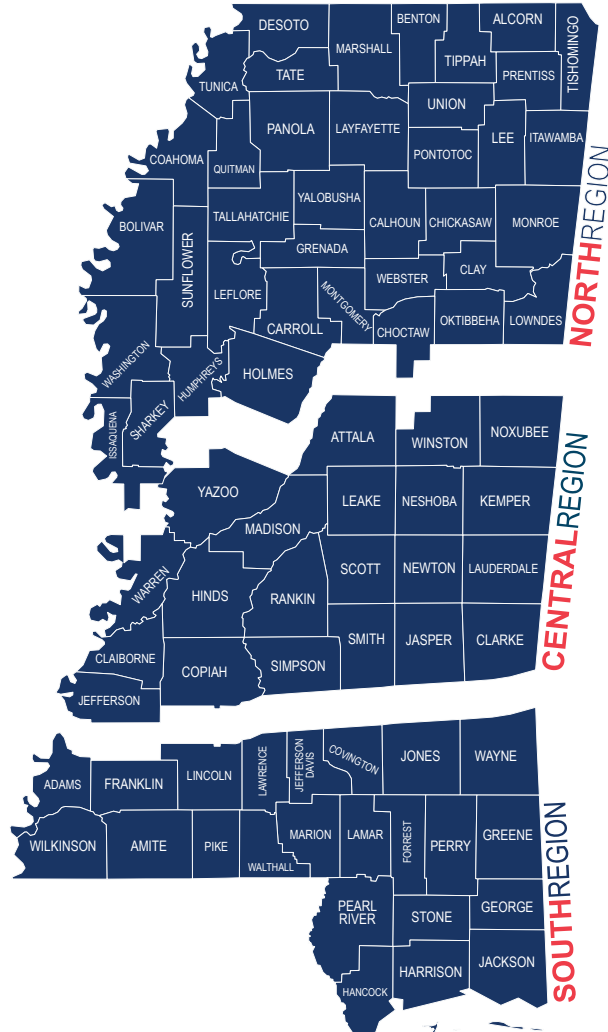 DESOTO
BENTON
ALCORN
TISHOMINGO
MARSHALL
TIPPAH
TATE
PRENTISS
TUNICA
UNION
PANOLA
LAYFAYETTE
LEE
ITAWAMBA
COAHOMA
QUITMAN
PONTOTOC
YALOBUSHA
TALLAHATCHIE
BOLIVAR
SUNFLOWER
CALHOUN
CHICKASAW
MONROE
GRENADA
WEBSTER
CLAY
LEFLORE
MONTGOMERY
CARROLL
CHOCTAW
OKTIBBEHA
LOWNDES
NORTHREGION
WASHINGTON
HUMPHREY'S
HOLMES
ISSAQUENA
SHARKEY
ATTALA
WINSTON
NOXUBEE
YAZOO
LEAKE
NESHOBA
KEMPER
MADISON
WARREN
HINDS
RANKIN
SCOTT
NEWTON
LAUDERDALE
CLAIBORNE
COPIAH
SIMPSON
SMITH
JASPER
CLARKE
JEFFERSON
CENTRALREGION
ADAMS
FRANKLIN
LINCOLN
LAWRENCE
JEFFERSON
DAVIS
COVINGTON
JONES
WAYNE
WILKINSON
AMITE
PIKE
WALTHALL
MARION
LAMAR
FORREST
PERRY
GREENE
PEARL
RIVER
STONE
GEORGE
HANCOCK
HARRISON
JACKSON
SOUTHREGION